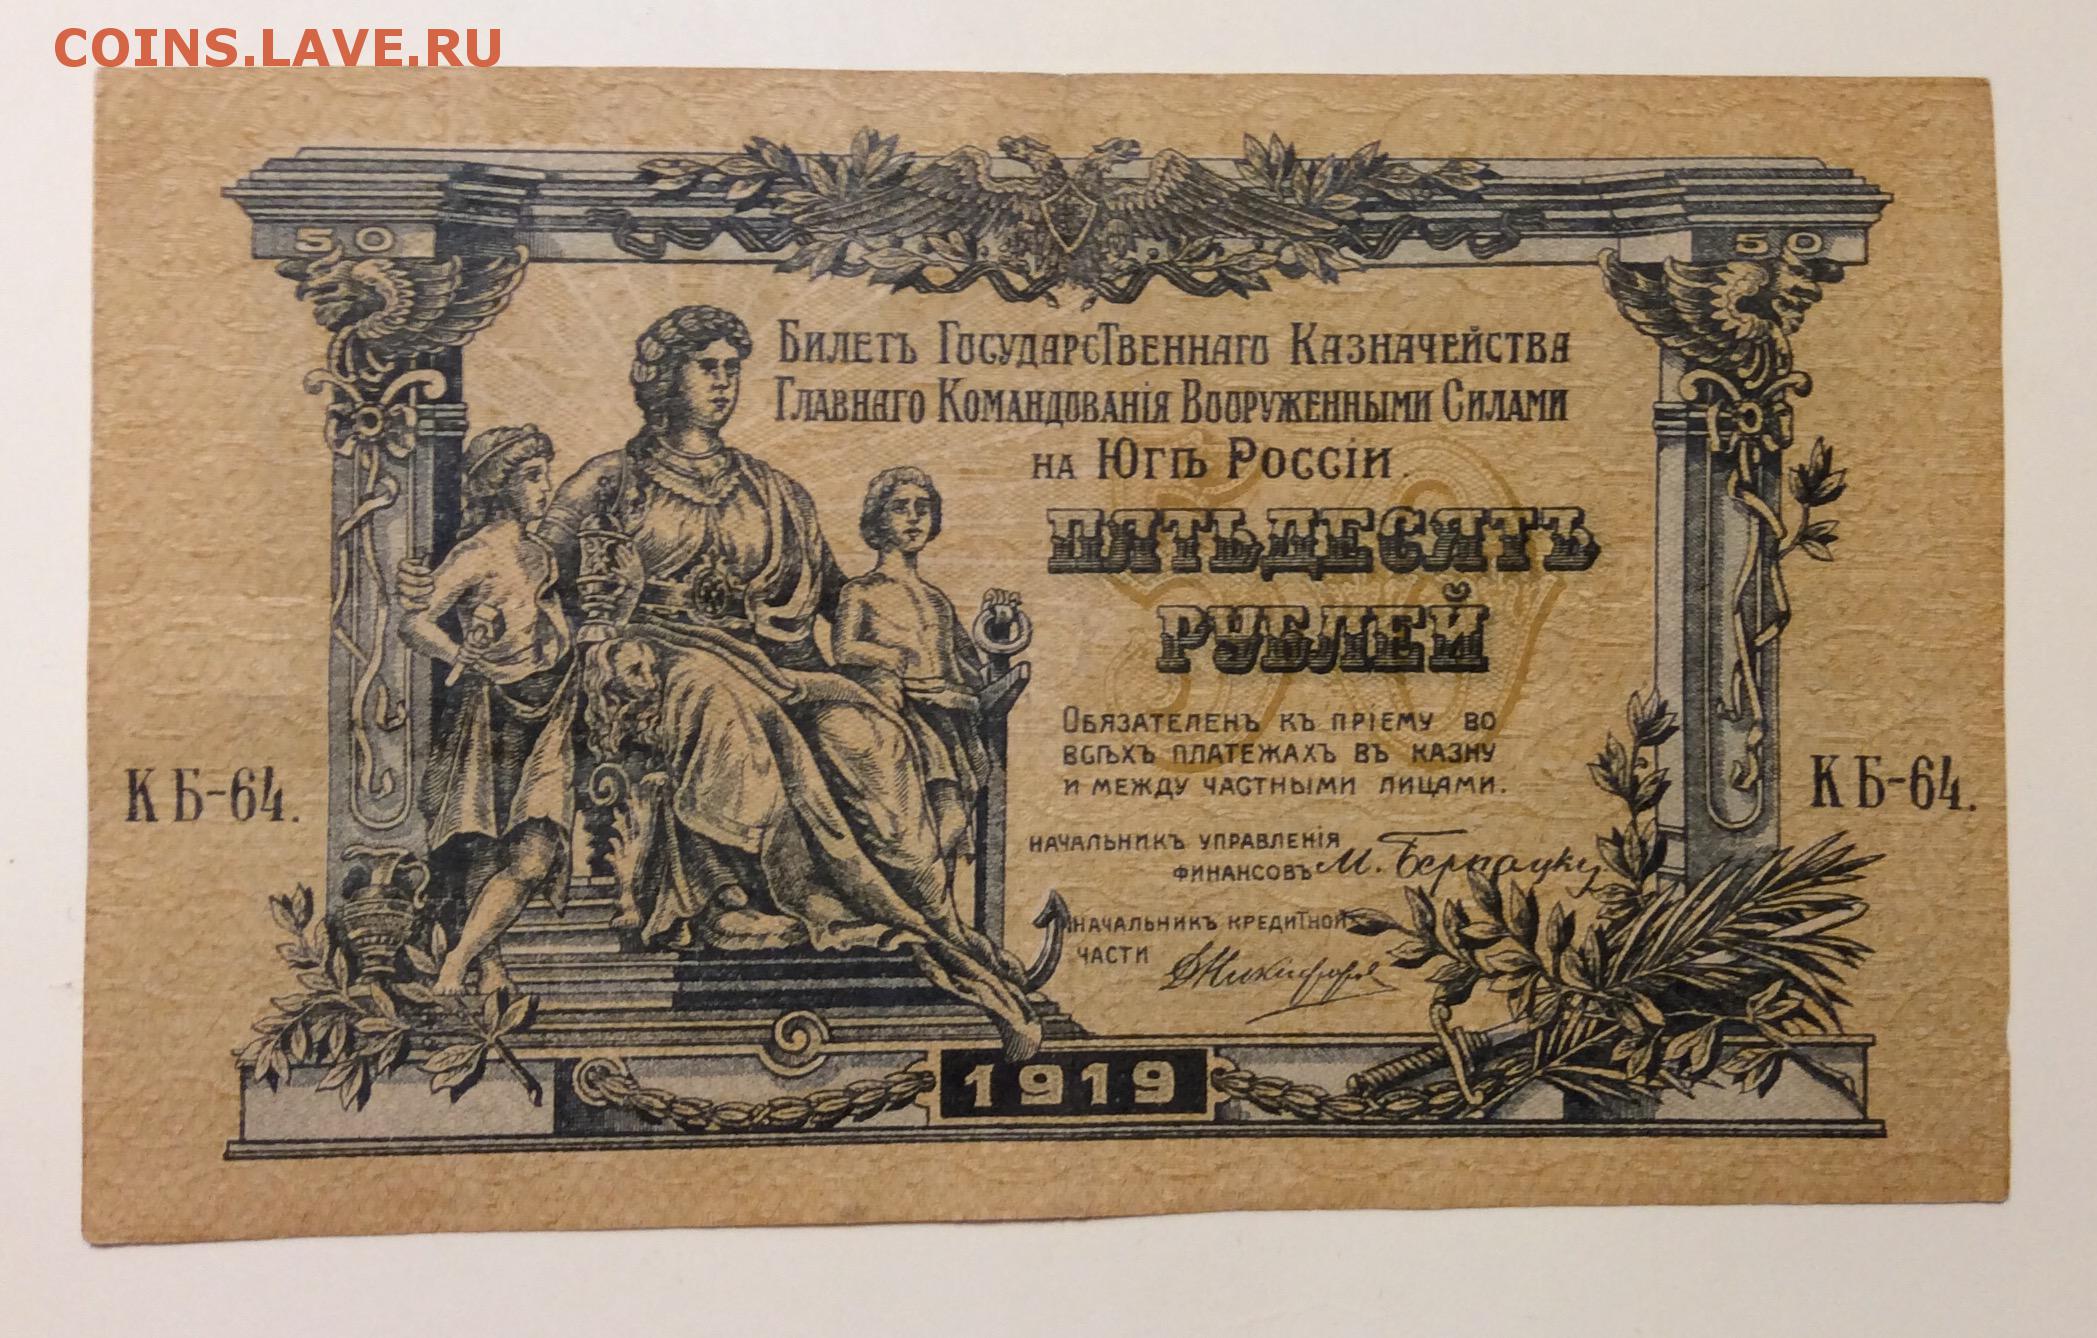 COINS.LAVE.RU
50
50
Билетъ Государственнаго Казначейства
Главнаго Командованія Вооруженными Силами
на Югѣ Россіи.
50
ПЯТЬДЕСЯТЪ
РУБЛЕЙ
Обязателенъ къ пріему во
всѣхъ платежахъ въ казну
и между частными лицами.
КБ-64.
КБ-64.
Начальникъ Управленія
Финансовъ М. Бернацкій
Начальникъ Кредитной
Части
1919